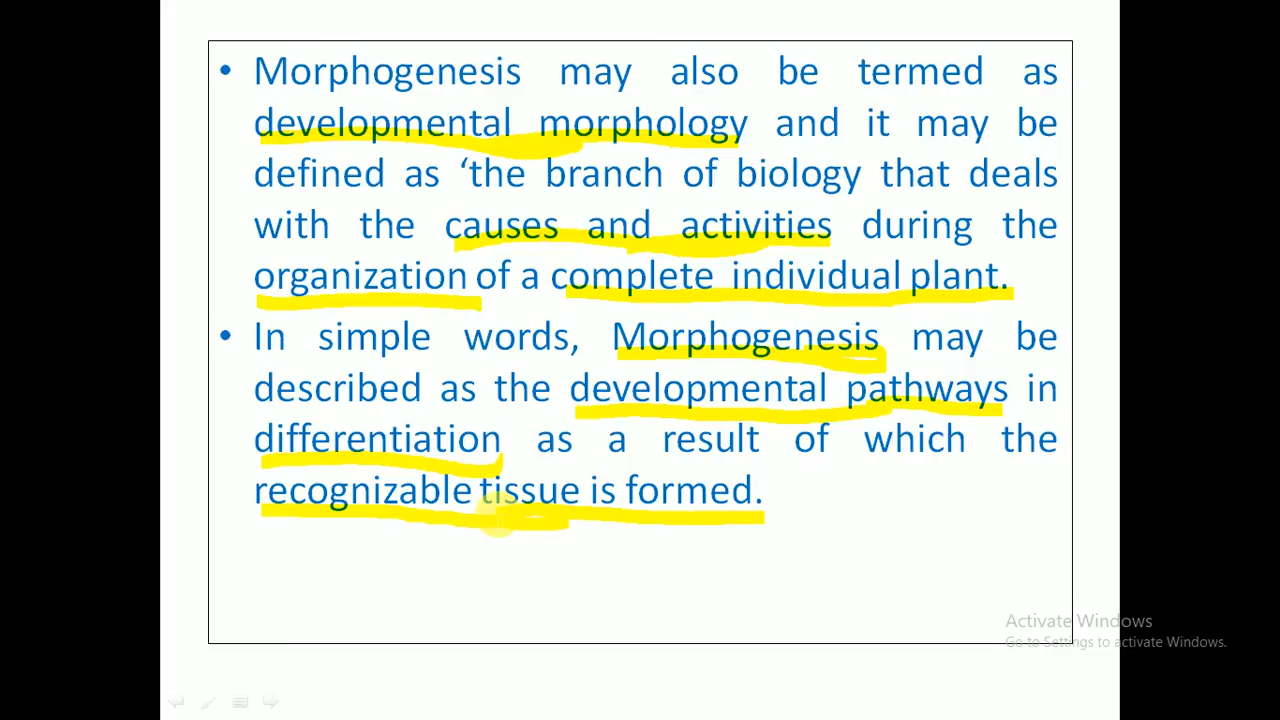 • Morphogenesis may also be termed as
developmental morphology and it may be
defined as ‘the branch of biology that deals
with the causes and activities during the
organization of a complete individual plant.
• In simple words, Morphogenesis may be
described as the developmental pathways in
differentiation as a result of which the
recognizable tissue is formed.
Activate Windows
Go to Settings to activate Windows.